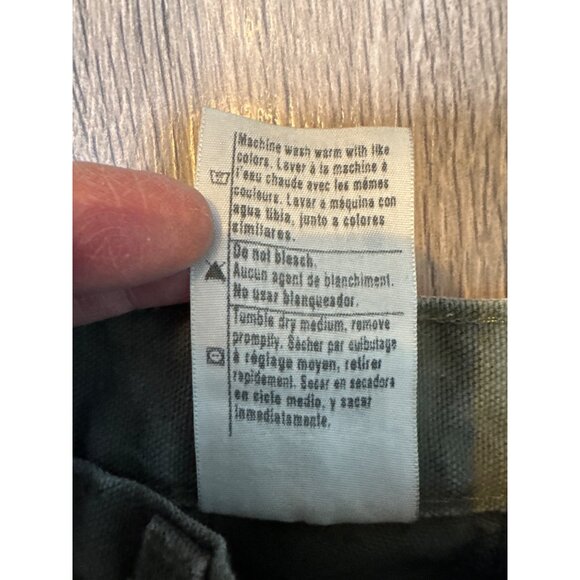 Machine wash warm with like
colors. Laver à la machine à
l'eau chaude avec les mêmes
couleurs. Lavar a máquina con
agua tibia, junto a colores
similares.
Do not bleach.
Aucun agent de blanchiment.
No usar blanqueador.
Tumble dry medium, remove
promptly. Sécher par culbutage
à réglage moyen, retirer
rapidement. Secar en secadora
en ciclo medio, y sacar
inmediatamente.